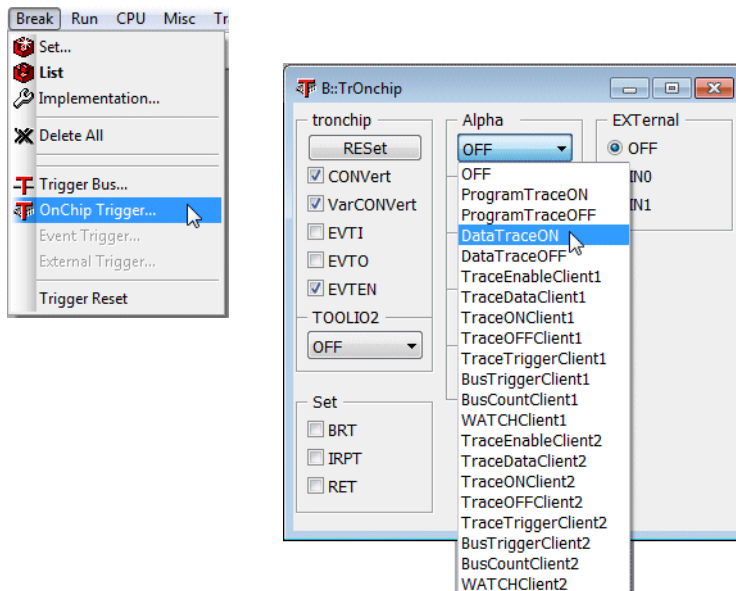 Break Run CPU Misc Tr
Set...
List
Implementation...
Delete All
Trigger Bus...
OnChip Trigger...
Event Trigger...
External Trigger...
Trigger Reset
B::TrOnchip
tronchip
RESet
CONVert
VarCONVert
EVTI
EVTO
EVTEN
TOOLIO2
OFF
Set
BRT
IRPT
RET
Alpha
OFF
OFF
ProgramTraceON
ProgramTraceOFF
DataTraceON
DataTraceOFF
TraceEnableClient1
TraceDataClient1
TraceONClient1
TraceOFFClient1
TraceTriggerClient1
BusTriggerClient1
BusCountClient1
WATCHClient1
TraceEnableClient2
TraceDataClient2
TraceONClient2
TraceOFFClient2
TraceTriggerClient2
BusTriggerClient2
BusCountClient2
WATCHClient2
EXTernal
OFF
IN0
IN1